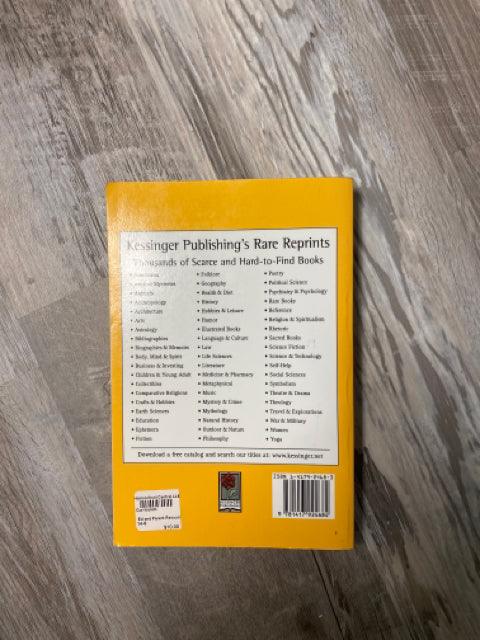 Kessinger Publishing's Rare Reprints
Thousands of Scarce and Hard-to-Find Books
Folklore
Poetry
Geography
Political Science
Health & Diet
Psychiatry & Psychology
Anthropology
History
Rare Books
Architecture
Hobbies & Leisure
Reference
Arts
Humor
Religion & Spiritualism
Astrology
Illustrated Books
Rhetoric
Bibliographies
Language & Culture
Sacred Books
Biographies & Memoirs
Law
Science Fiction
Body, Mind & Spirit
Life Sciences
Science & Technology
Business & Investing
Literature
Self-Help
Children & Young Adult
Medicine & Pharmacy
Social Sciences
Collectibles
Metaphysical
Symbolism
Comparative Religions
Music
Theater & Drama
Crafts & Hobbies
Mystery & Crime
Theology
Earth Sciences
Mythology
Travel & Explorations
Education
Natural History
War & Military
Ephemera
Outdoor & Nature
Women
Fiction
Philosophy
Yoga
Download a free catalog and search our titles at: www.kessinger.net